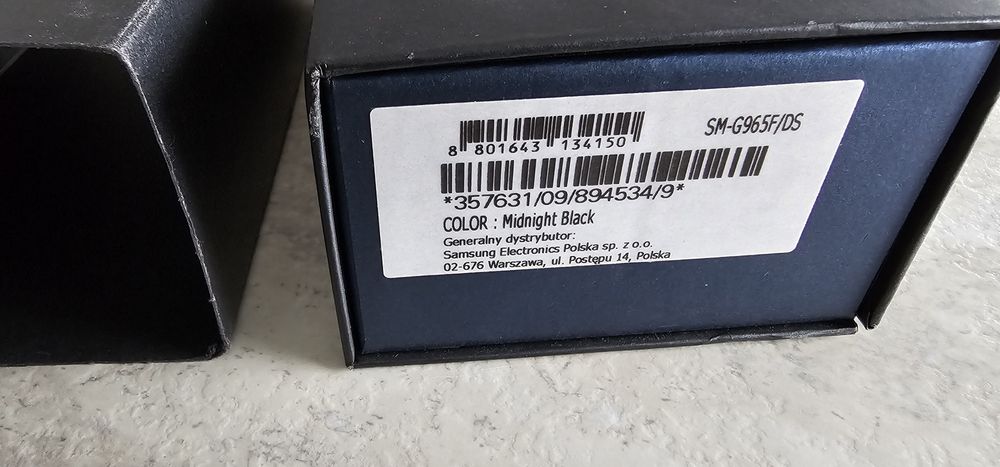 SM-G965F/DS
8 801643 134150
*357631/09/894534/9*
COLOR : Midnight Black
Generalny dystrybutor:
Samsung Electronics Polska sp. z o.o.
02-676 Warszawa, ul. Postępu 14, Polska